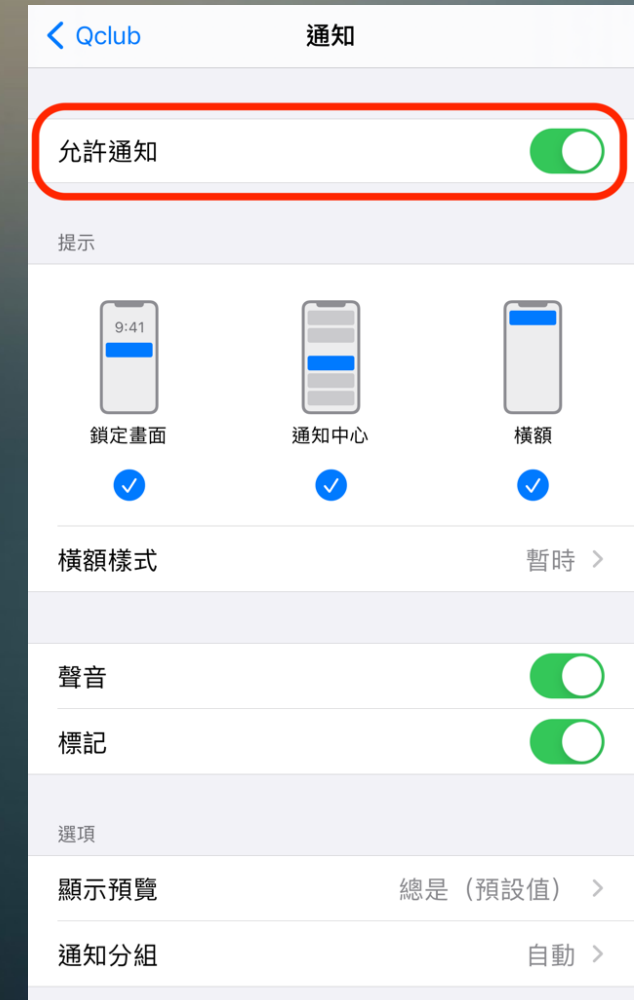 Qclub 通知
允許通知
提示
9:41
鎖定畫面 通知中心 橫額
橫額樣式 暫時
聲音
標記
選項
顯示預覽 總是（預設值）
通知分組 自動